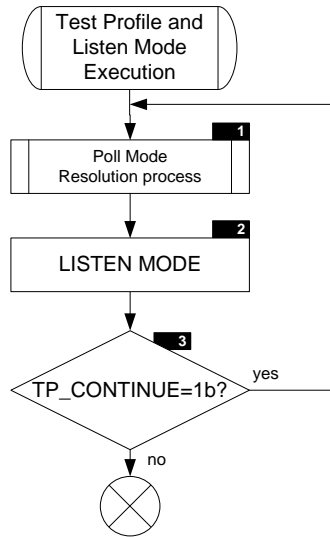 Test Profile and
Listen Mode
Execution
1
Poll Mode
Resolution process
2
LISTEN MODE
3
TP_CONTINUE=1b?
yes
no